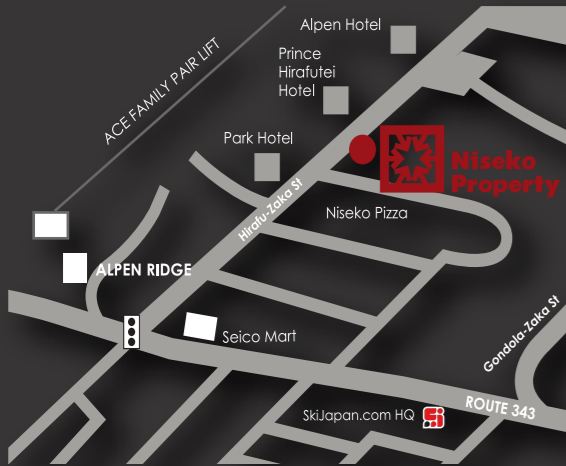 Alpen Hotel
Prince
Hirafutei
Hotel
ACE FAMILY PAIR LIFT
Park Hotel
Niseko
Property
Hirafu-Zaka St
Niseko Pizza
ALPEN RIDGE
Seico Mart
Gondola-Zaka St
ROUTE 343
SkiJapan.com HQ